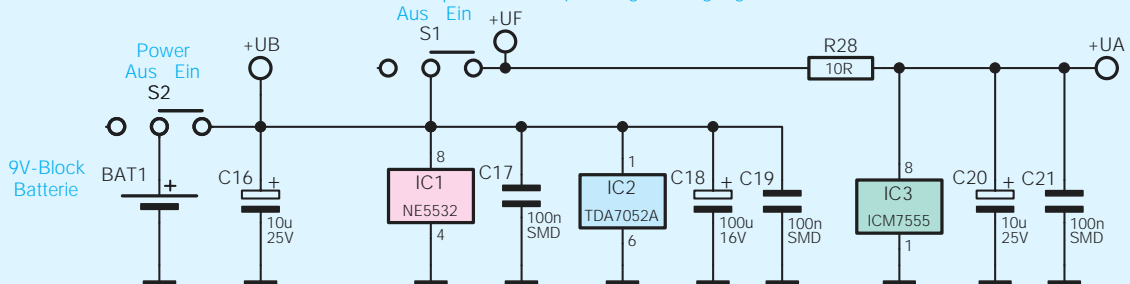 Aus Ein
S1
+UF
+UB
Power
Aus Ein
S2
R28
10R
+UA
9V-Block
Batterie
BAT1
+
C16
+
10u
25V
8
IC1
NE5532
4
C17
100n
SMD
1
IC2
TDA7052A
6
C18
+
100u
16V
C19
100n
SMD
8
IC3
ICM7555
1
C20
+
10u
25V
C21
100n
SMD